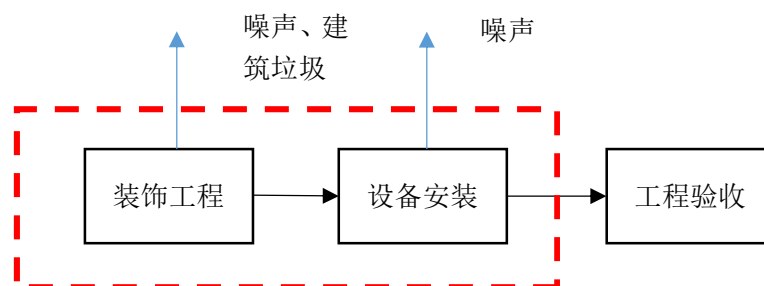 噪声、建
筑垃圾
噪声
装饰工程
设备安装
工程验收